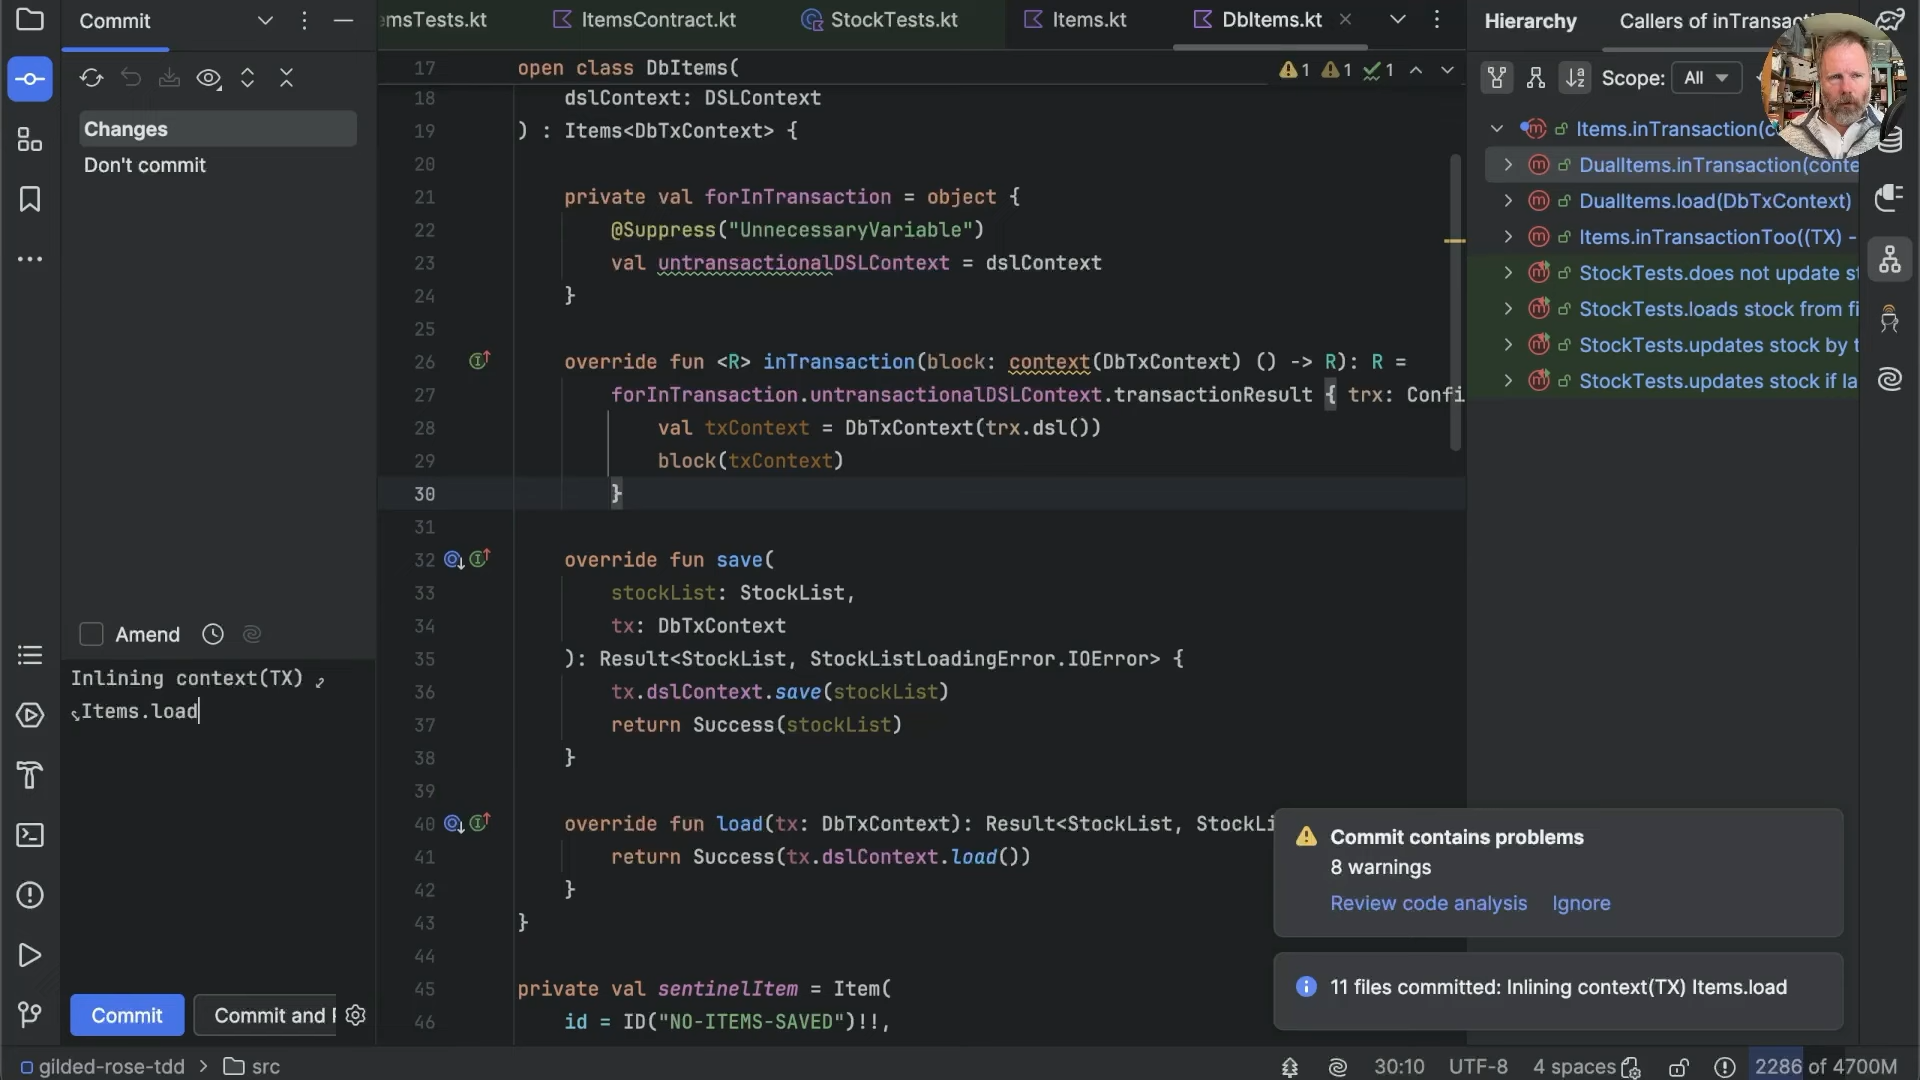 Commit
emsTests.kt
ItemsContract.kt
StockTests.kt
Items.kt
DbItems.kt
Hierarchy
Callers of inTransacti
Scope:
All
Changes
Don't commit
17 open class DbItems(
1 1 1
18 dslContext: DSLContext
19 ) : Items<DbTxContext> {
20
21 private val forInTransaction = object {
22 @Suppress("UnnecessaryVariable")
23 val untransactionalDSLContext = dslContext
24 }
25
26 override fun <R> inTransaction(block: context(DbTxContext) () -> R): R =
27 forInTransaction.untransactionalDSLContext.transactionResult { trx: Confi
28 val txContext = DbTxContext(trx.dsl())
29 block(txContext)
30 }
31
32 override fun save(
33 stockList: StockList,
34 tx: DbTxContext
35 ): Result<StockList, StockListLoadingError.IOError> {
36 tx.dslContext.save(stockList)
37 return Success(stockList)
38 }
39
40 override fun load(tx: DbTxContext): Result<StockList, StockLi
41 return Success(tx.dslContext.load())
42 }
43 }
44
45 private val sentinelItem = Item(
46 id = ID("NO-ITEMS-SAVED")!!,
Items.inTransaction(c
DualItems.inTransaction(conte
DualItems.load(DbTxContext)
Items.inTransactionToo((TX) -
StockTests.does not update st
StockTests.loads stock from fi
StockTests.updates stock by t
StockTests.updates stock if la
Amend
Inlining context(TX)
Items.load
Commit
Commit and P
Commit contains problems
8 warnings
Review code analysis
Ignore
11 files committed: Inlining context(TX) Items.load
gilded-rose-tdd > src
30:10
UTF-8
4 spaces
2286 of 4700M